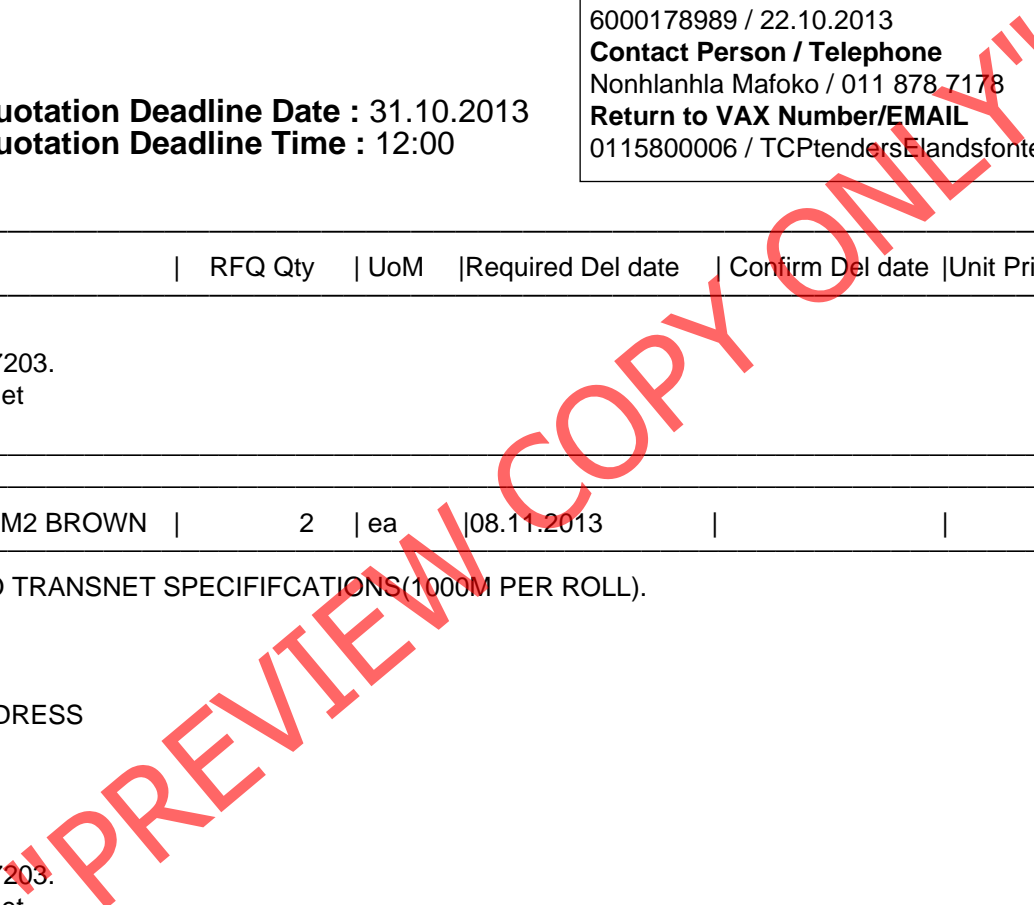 6000178989 / 22.10.2013
Contact Person / Telephone
Nonhlanhla Mafoko / 011 878 7178
uotation Deadline Date : 31.10.2013
Return to VAX Number/EMAIL
uotation Deadline Time : 12:00
0115800006 / TCPtendersElandsfonte
| RFQ Qty | UoM |Required Del date | Confirm Del date |Unit Pri
7203.
et
M2 BROWN | 2 | ea |08.11.2013 | |
O TRANSNET SPECIFIFCATIONS(1000M PER ROLL).
DRESS
7203.
et
"PREVIEW COPY ONLY"